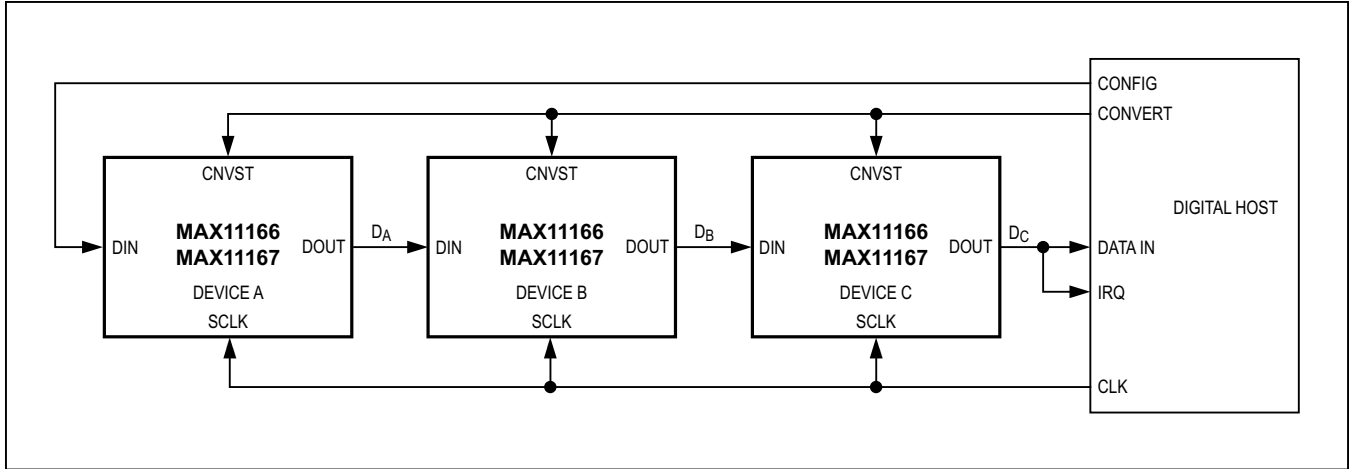 CONFIG
CONVERT
CNVST
CNVST
CNVST
DIGITAL HOST
DIN
MAX11166
MAX11167
DOUT
DA
DIN
MAX11166
MAX11167
DOUT
DB
DIN
MAX11166
MAX11167
DOUT
DC
DATA IN
IRQ
DEVICE A
DEVICE B
DEVICE C
SCLK
SCLK
SCLK
CLK